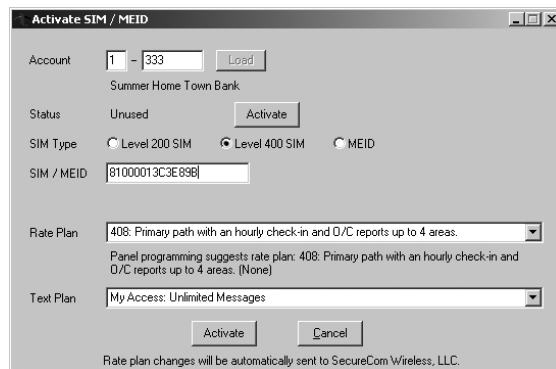 Activate SIM / MEID
Account 1 - 333 Load
Summer Home Town Bank
Status Unused Activate
SIM Type Level 200 SIM Level 400 SIM MEID
SIM / MEID 81000013C3E89B
Rate Plan 408: Primary path with an hourly check-in and O/C reports up to 4 areas.
Panel programming suggests rate plan: 408: Primary path with an hourly check-in and
O/C reports up to 4 areas. (None)
Text Plan My Access: Unlimited Messages
Activate Cancel
Rate plan changes will be automatically sent to SecureCom Wireless, LLC.